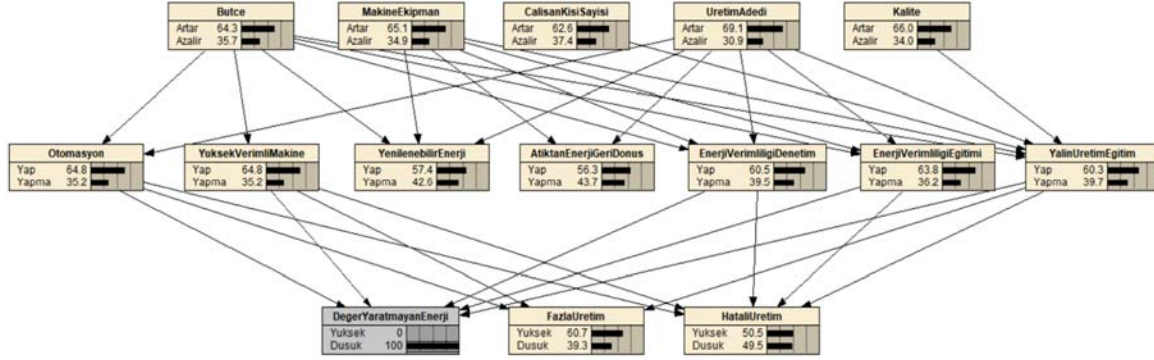 Butce
Artar 64.3
Azalir 35.7
MakineEkipman
Artar 65.1
Azalir 34.9
CalisanKisiSayisi
Artar 62.6
Azalir 37.4
UretimAdedi
Artar 69.1
Azalir 30.9
Kalite
Artar 66.0
Azalir 34.0
Otomasyon
Yap 64.8
Yapma 35.2
YuksekVerimliMakine
Yap 64.8
Yapma 35.2
YenilenebilirEnerji
Yap 57.4
Yapma 42.6
AtiktanEnerjiGeriDonus
Yap 56.3
Yapma 43.7
EnerjiVerimliligiDenetim
Yap 60.5
Yapma 39.5
EnerjiVerimliligiEgitimi
Yap 63.8
Yapma 36.2
YalinUretimEgitim
Yap 60.3
Yapma 39.7
DegerYaratmayanEnerji
Yuksek 0
Dusuk 100
FazlaUretim
Yuksek 60.7
Dusuk 39.3
HataliUretim
Yuksek 50.5
Dusuk 49.5